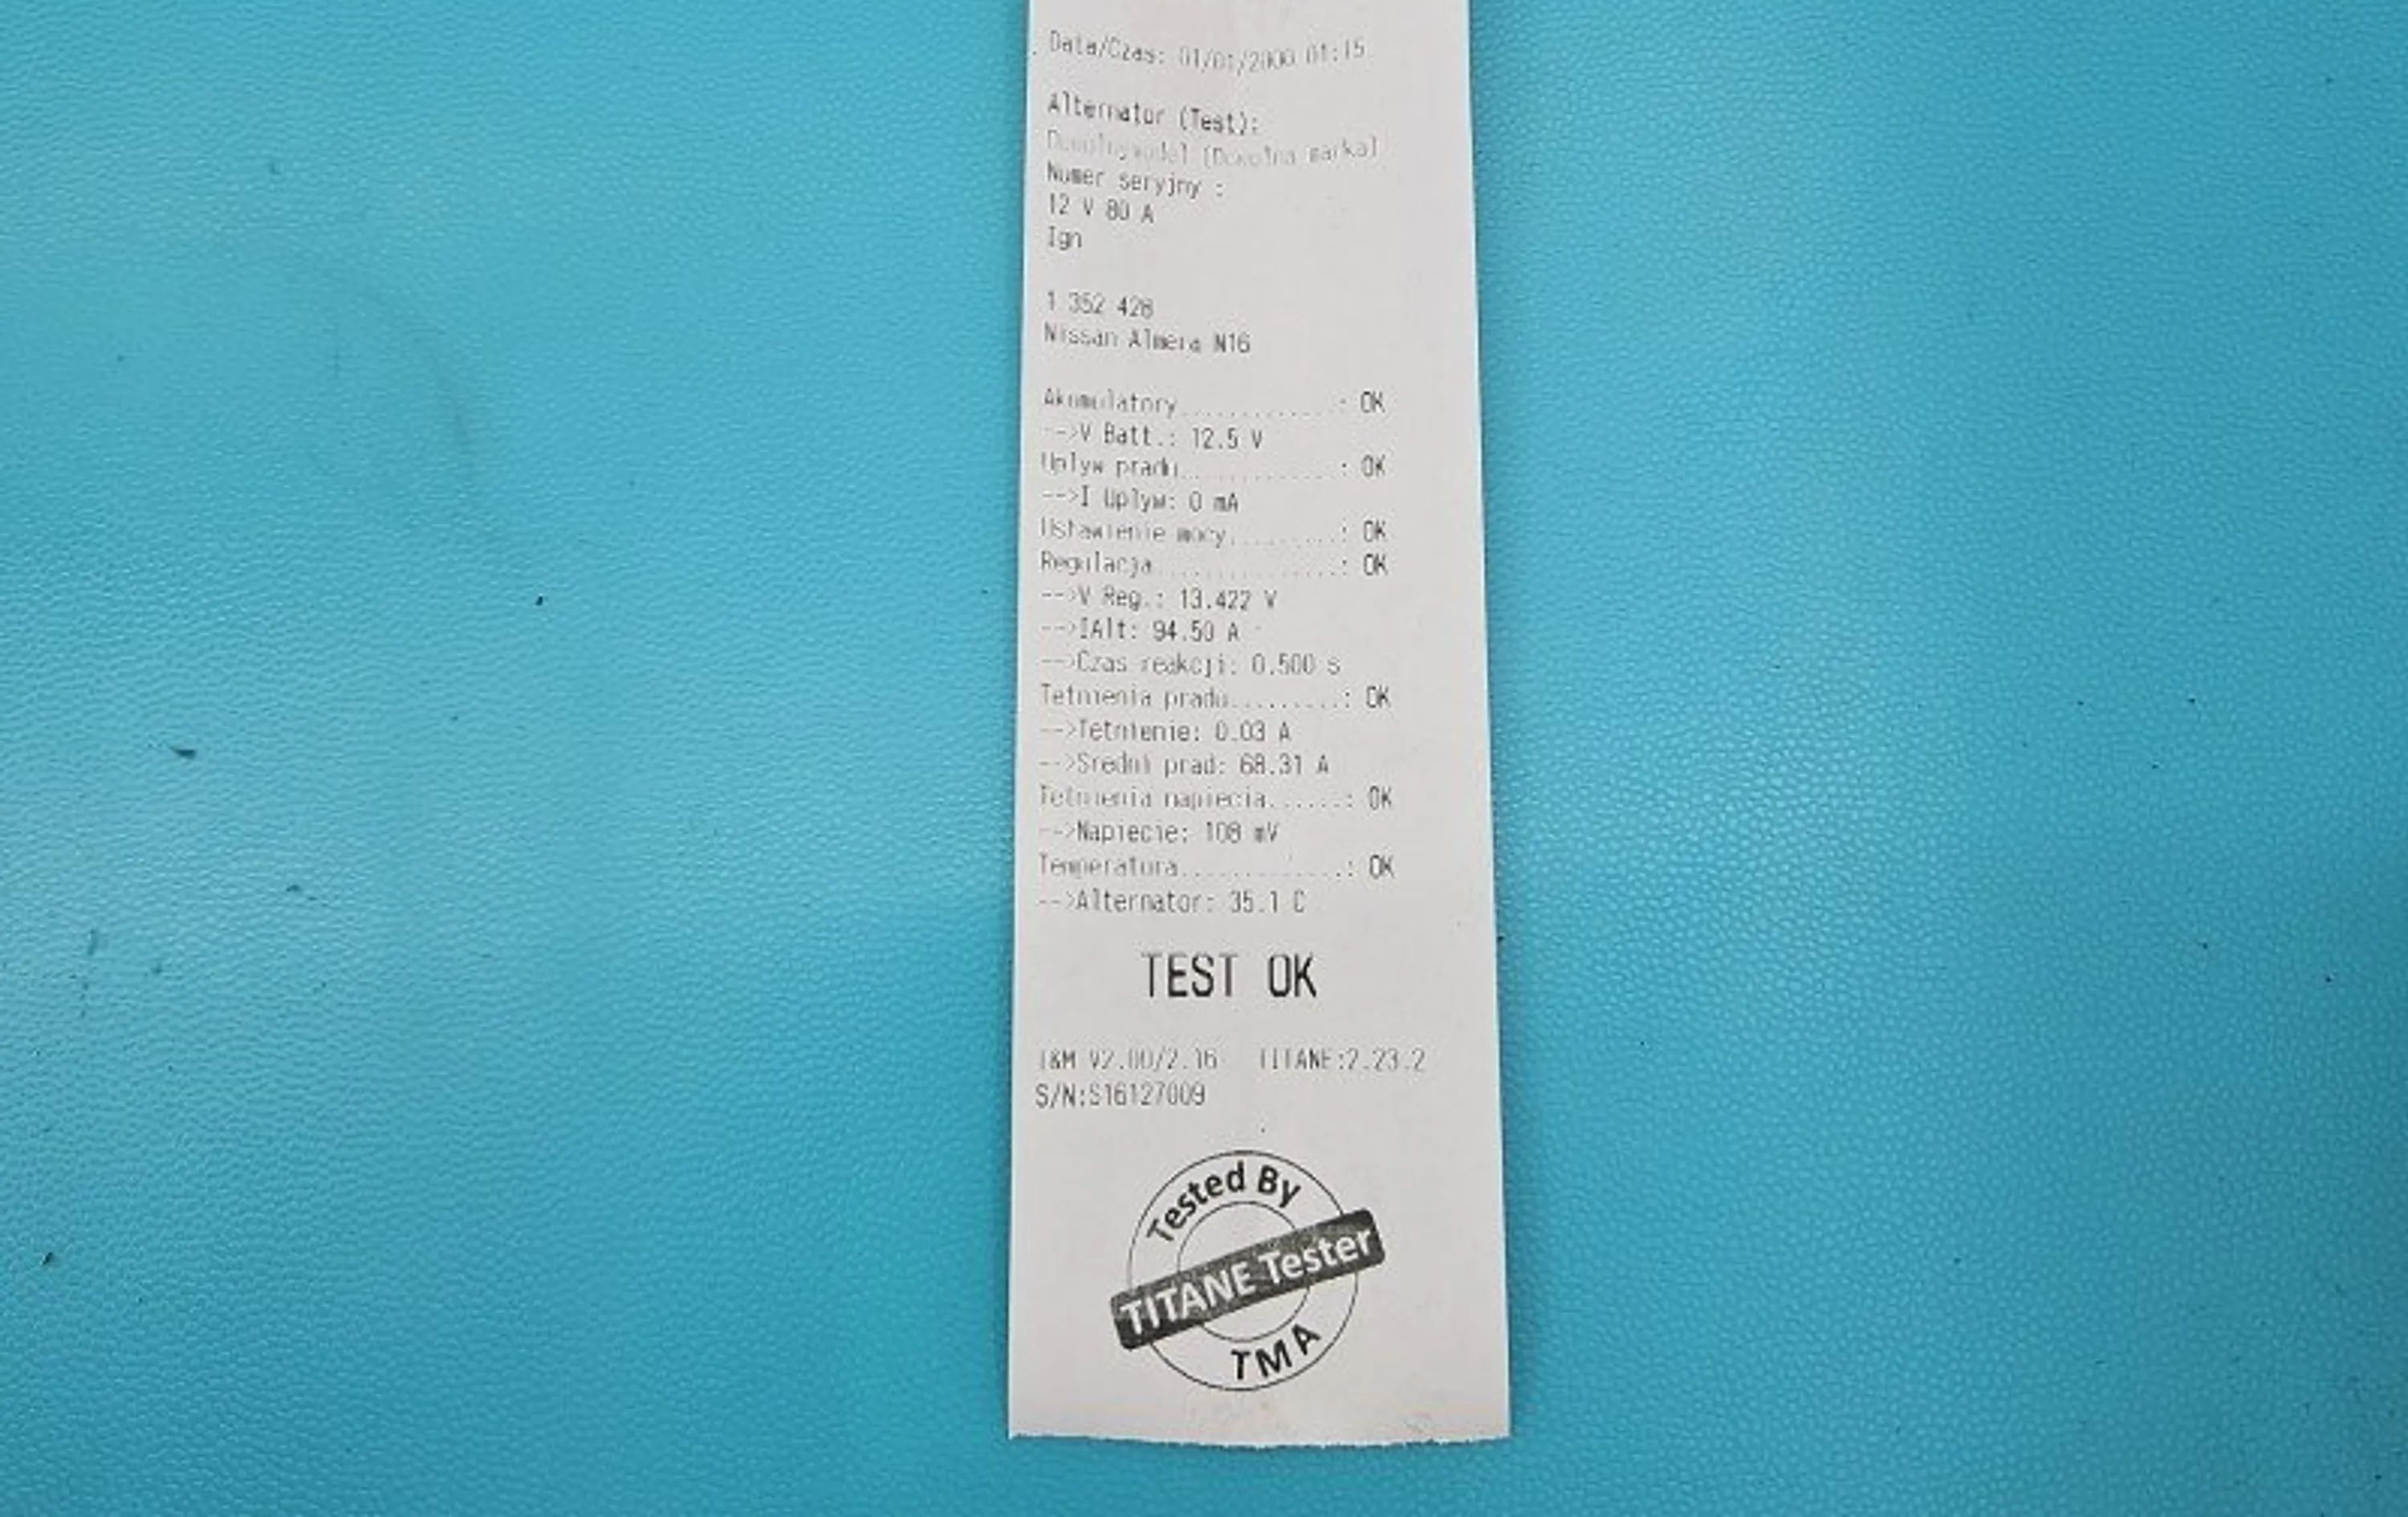 Data/Czas: 01/01/2000 01:15
Alternator (Test):
Dowolnymodel (Dowolna marka)
Numer seryjny :
12 V 80 A
Ign
1 352 428
Nissan Almera N16
Akumulatory.............: OK
-->V Batt.: 12.5 V
Uplyw pradu.............: OK
-->I Uplyw: 0 mA
Ustawienie mocy.........: OK
Regulacja...............: OK
-->V Reg.: 13.422 V
-->IAlt: 94.50 A
-->Czas reakcji: 0.500 s
Tetnienia pradu.........: OK
-->Tetnienie: 0.03 A
-->Sredni prad: 68.31 A
Tetnienia napiecia......: OK
-->Napiecie: 108 mV
Temperatura.............: OK
-->Alternator: 35.1 C
TEST OK
V2.00/2.16 TITANE:2.23.2
S/N:S16127009
Tested By
TITANE Tester
TMA